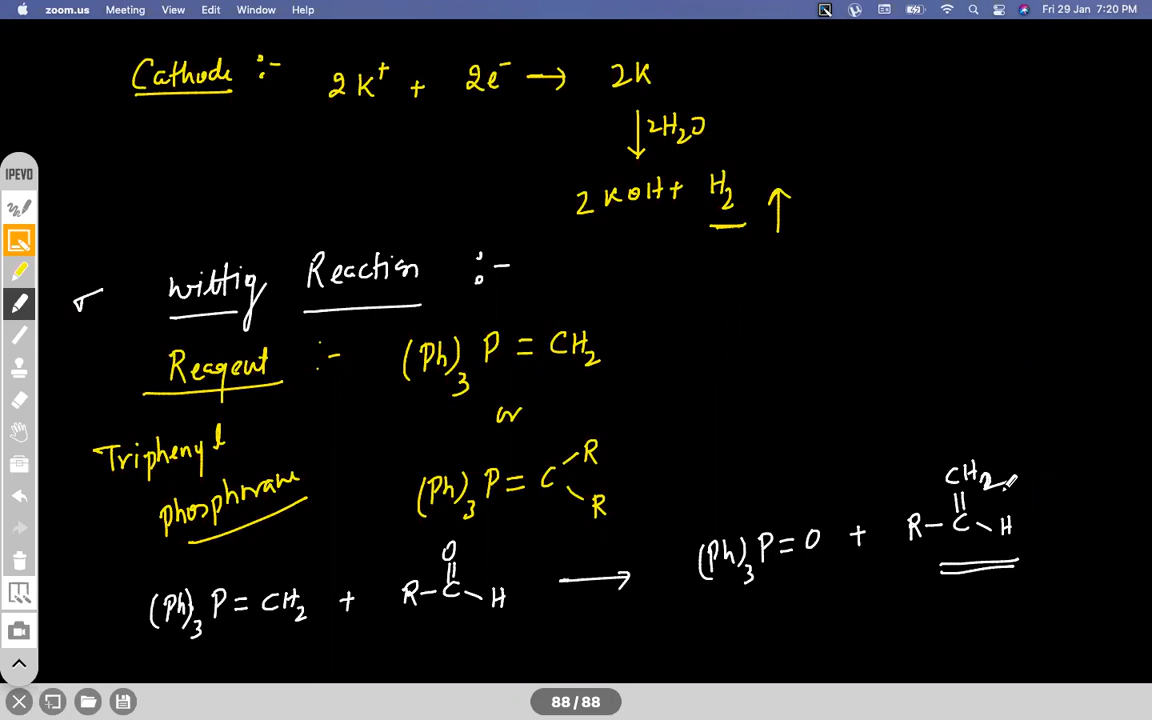 zoom.us Meeting View Edit Window Help Fri 29 Jan 7:20 PM
Cathode :- 2K⁺ + 2e⁻ → 2K
↓ 2H₂O
2KOH + H₂ ↑
IPEVO
Wittig Reaction :-
Reagent :- (Ph)₃P = CH₂
or
Triphenyl
phosphorane
(Ph)₃P = C
R
R
(Ph)₃P = CH₂ + R-C-H → (Ph)₃P = O + R-C-H
O
CH₂
88 / 88